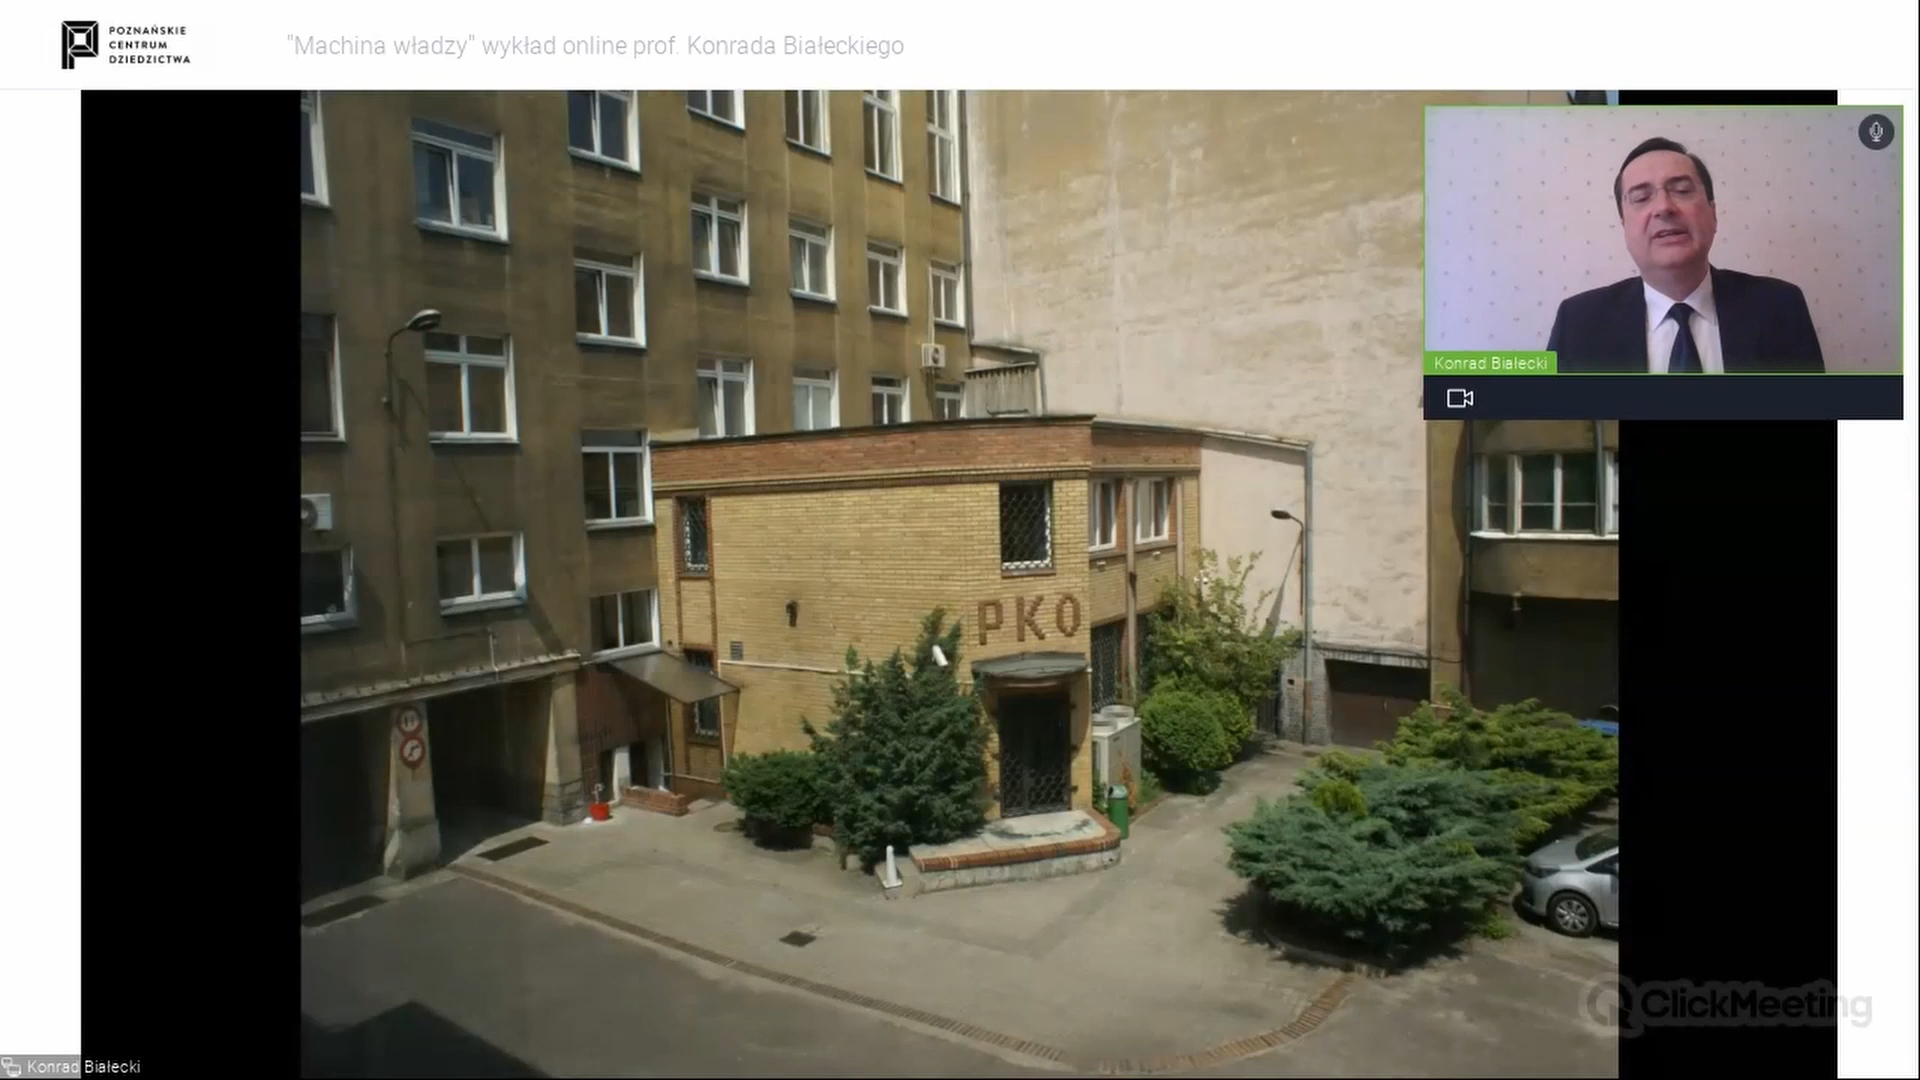 POZNAŃSKIE
CENTRUM
DZIEDZICTWA
"Machina władzy" wykład online prof. Konrada Białeckiego
Konrad Białecki
PKO
ClickMeeting
Konrad Białecki